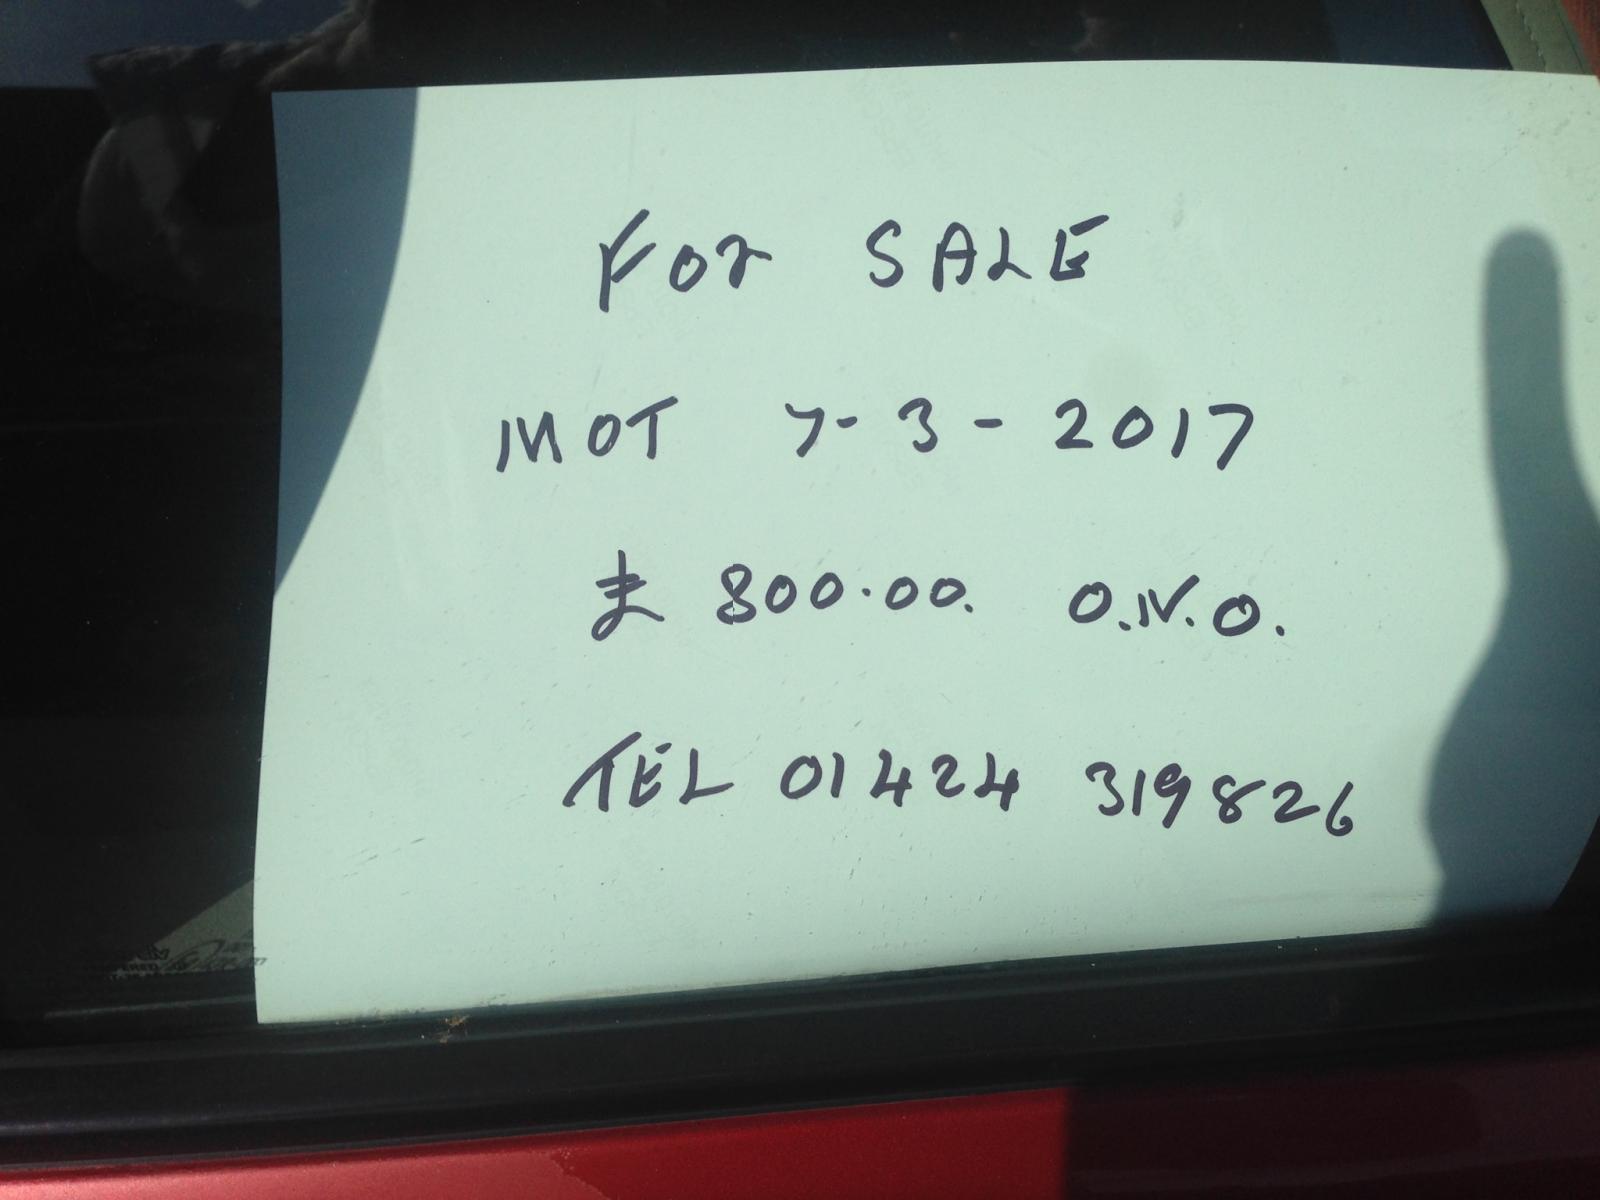 FOR SALE
MOT 7-3-2017
£ 800.00. O.N.O.
TEL 01424 319826